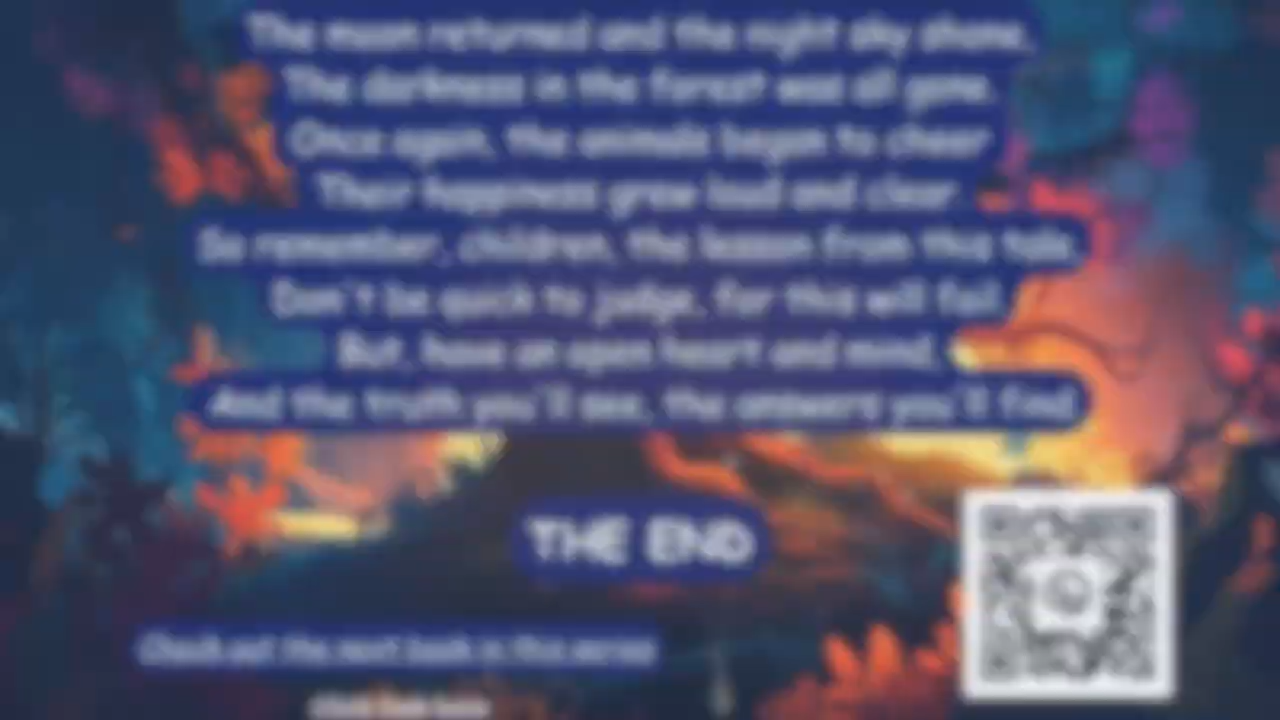 The moon returned and the night sky shone.
The darkness in the forest was all gone.
Once again, the animals began to cheer
Their happiness grew loud and clear.
So remember, children, the lesson from this tale,
Don't be quick to judge, for this will fail.
But, have an open heart and mind,
And the truth you'll see, the answers you'll find.
THE END
Check out the next book in this series